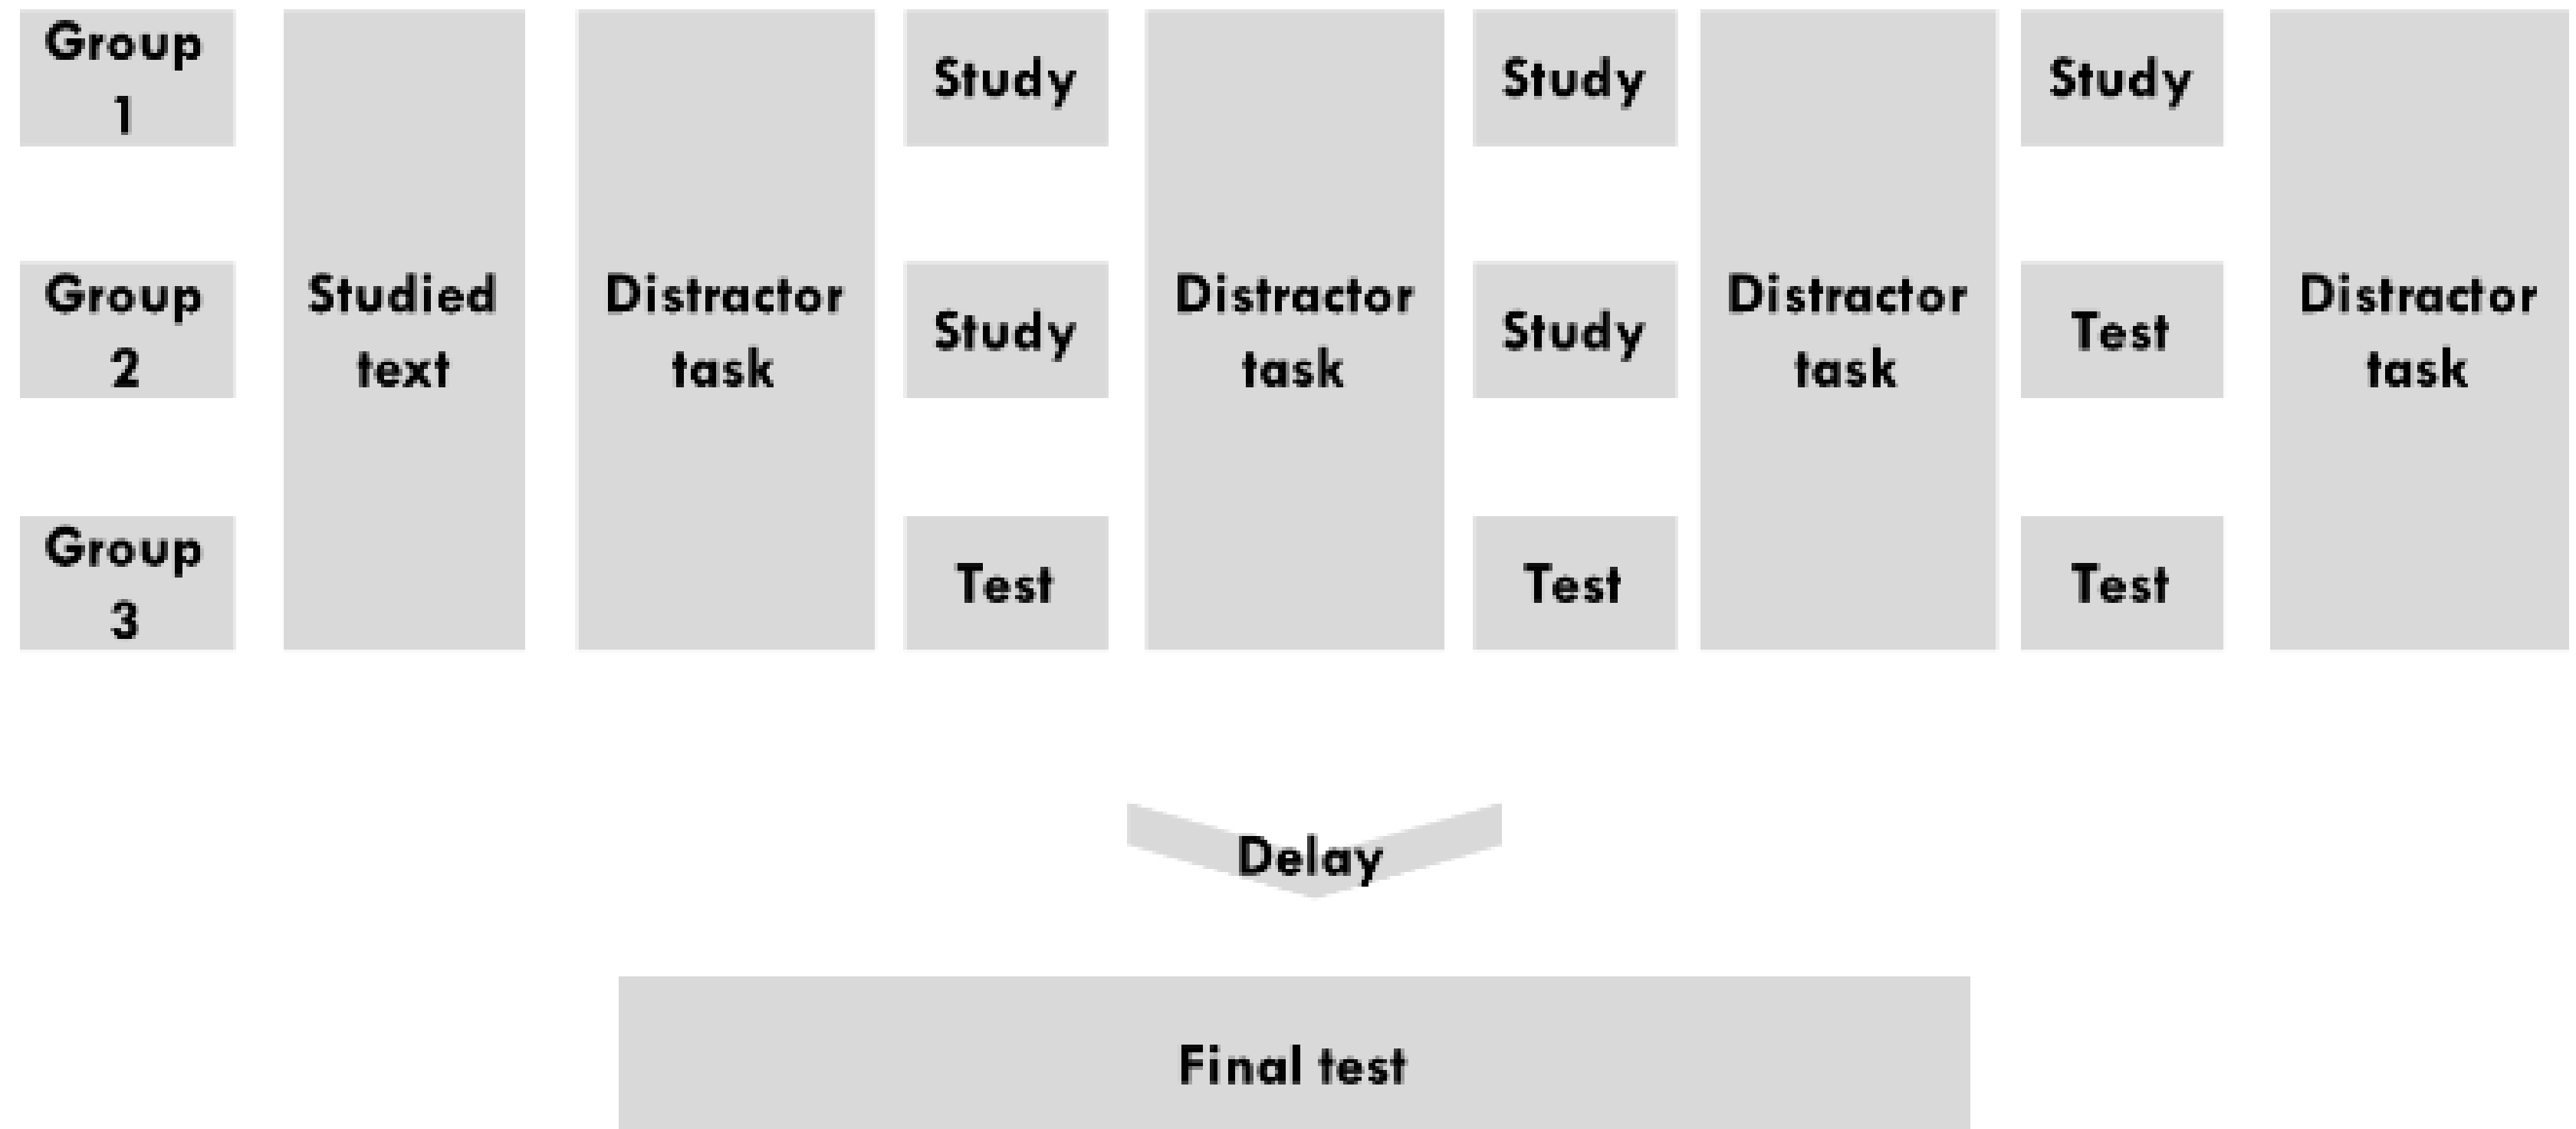 Group
1
Study
Study
Study
Group
2
Studied
text
Distractor
task
Study
Distractor
task
Study
Distractor
task
Test
Distractor
task
Group
3
Test
Test
Test
Delay
Final test